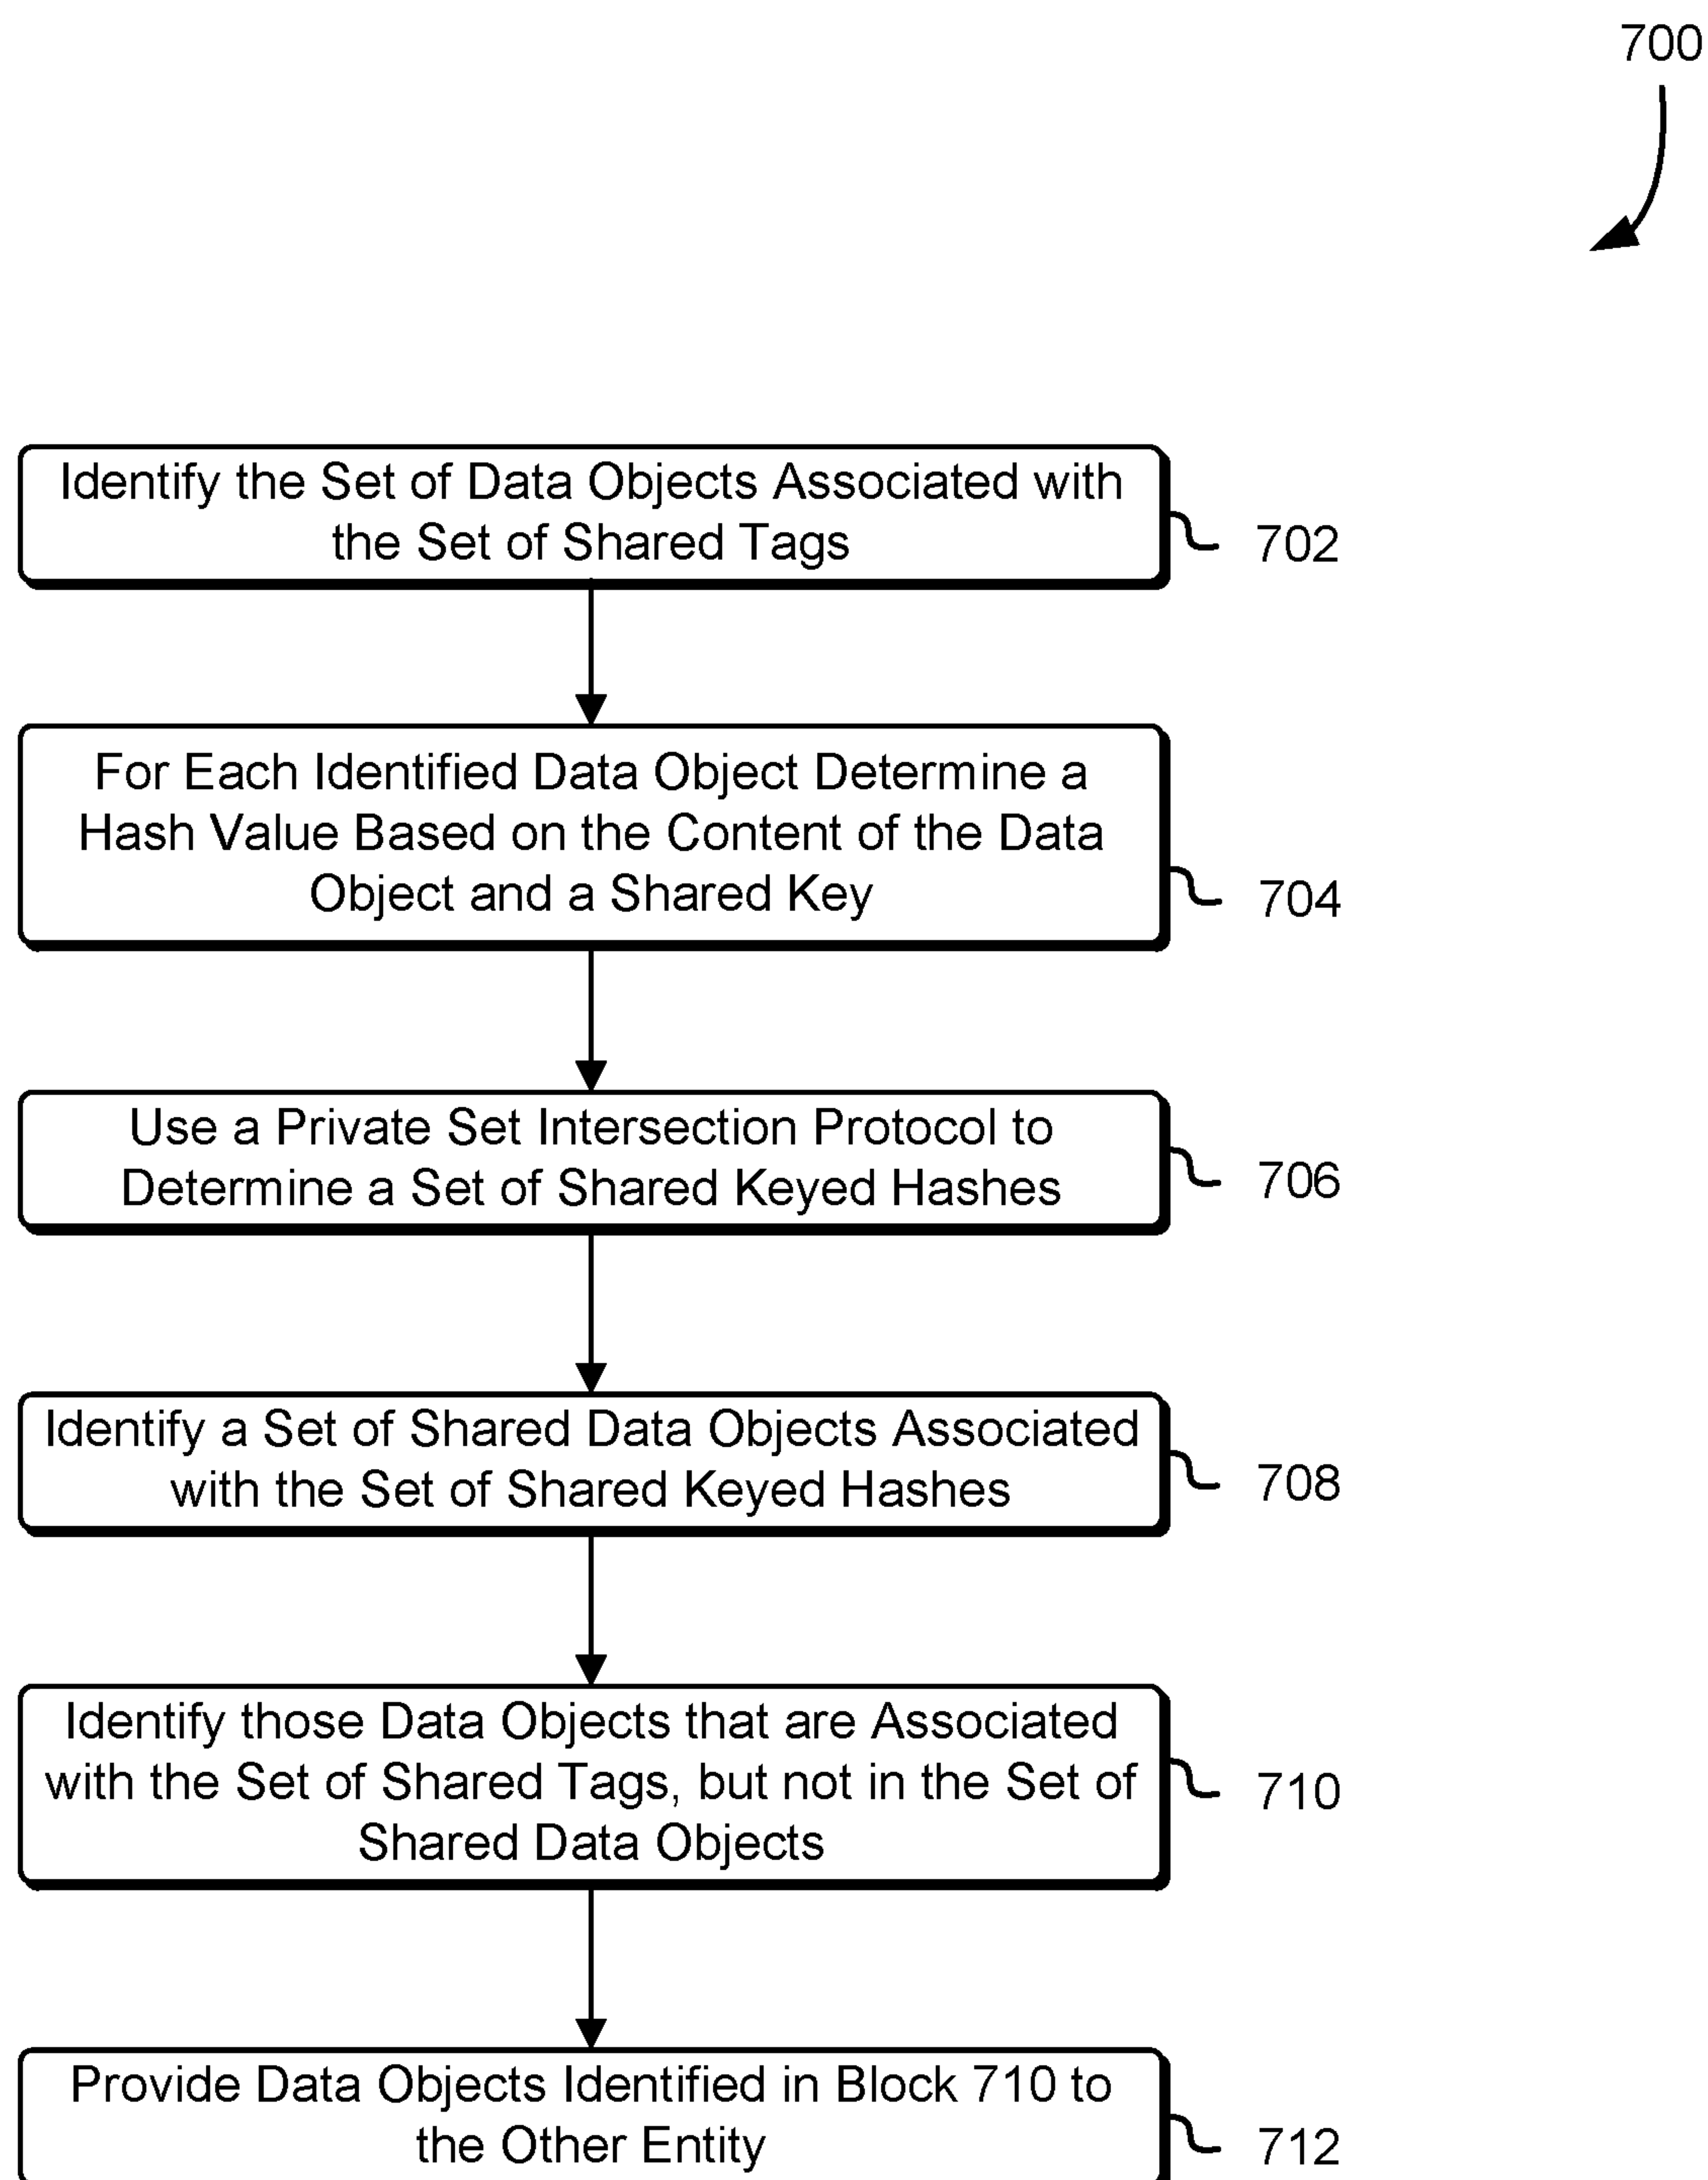 700
Identify the Set of Data Objects Associated with
the Set of Shared Tags
702
For Each Identified Data Object Determine a
Hash Value Based on the Content of the Data
Object and a Shared Key
704
Use a Private Set Intersection Protocol to
Determine a Set of Shared Keyed Hashes
706
Identify a Set of Shared Data Objects Associated
with the Set of Shared Keyed Hashes
708
Identify those Data Objects that are Associated
with the Set of Shared Tags, but not in the Set of
Shared Data Objects
710
Provide Data Objects Identified in Block 710 to
the Other Entity
712